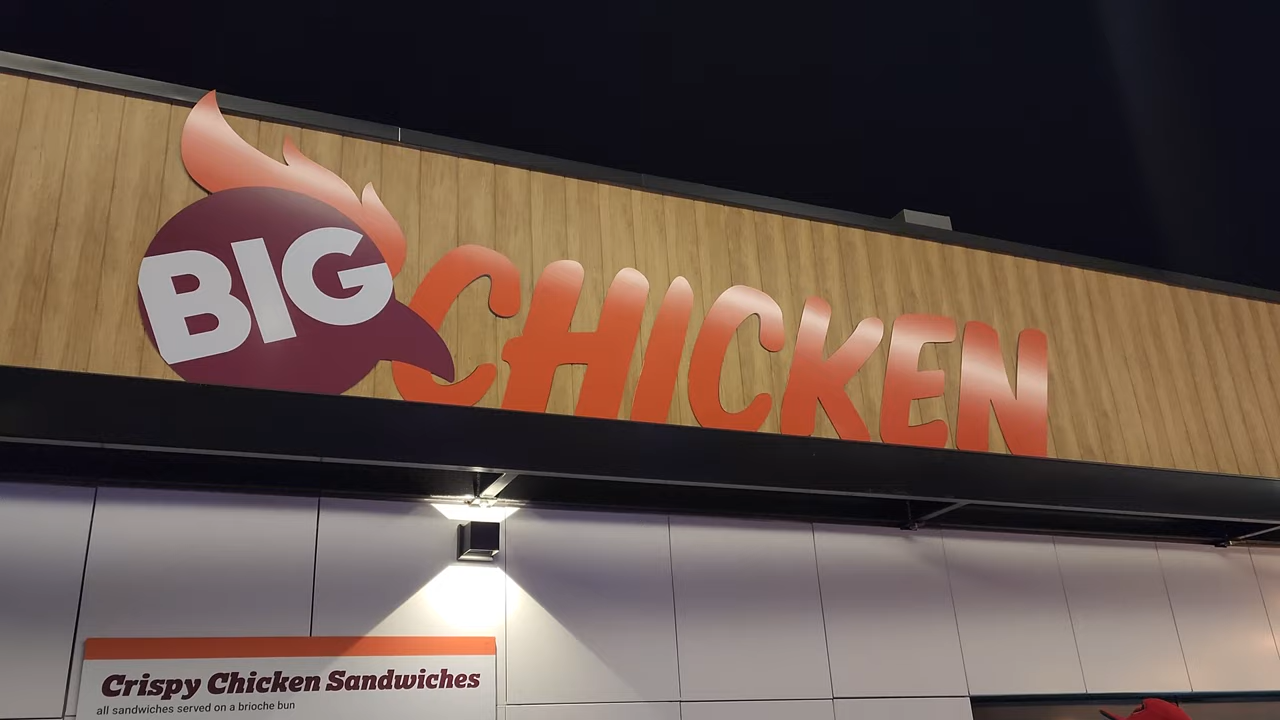 BIG CHICKEN
Crispy Chicken Sandwiches
all sandwiches served on a brioche bun